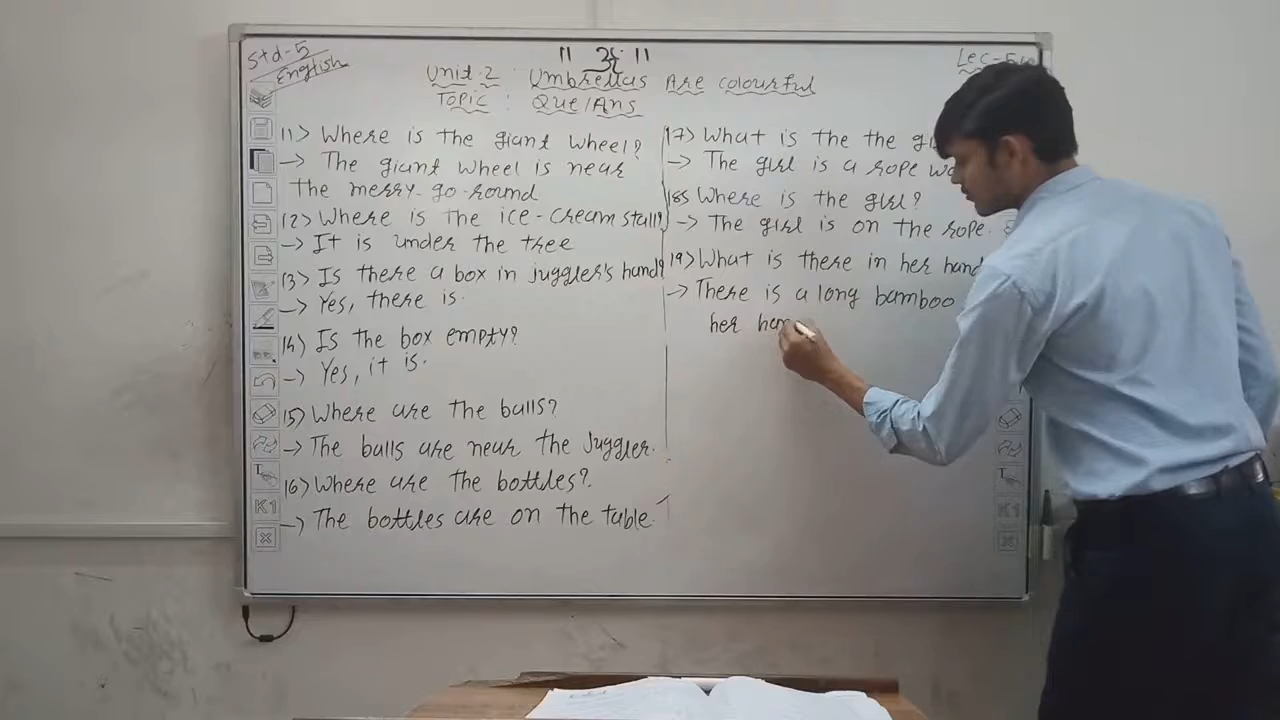 Std-5
English
Lec-
Unit: 2 Umbrellas Are colourful
Topic : Que/Ans
11) Where is the giant wheel?
-> The giant wheel is near
the merry-go-round
12) Where is the ice-cream stall?
-> It is under the tree
13) Is there a box in juggler's hand?
-> Yes, there is.
14) Is the box empty?
-> Yes, it is.
15) Where are the balls?
-> The balls are near the Juggler.
16) Where are the bottles?.
-> The bottles are on the table.
17) What is the the
-> The girl is a rope
18) Where is the girl?
-> The girl is on the rope.
19) What is there in her hand
-> There is a long bamboo
her han
T
K1
T
K1